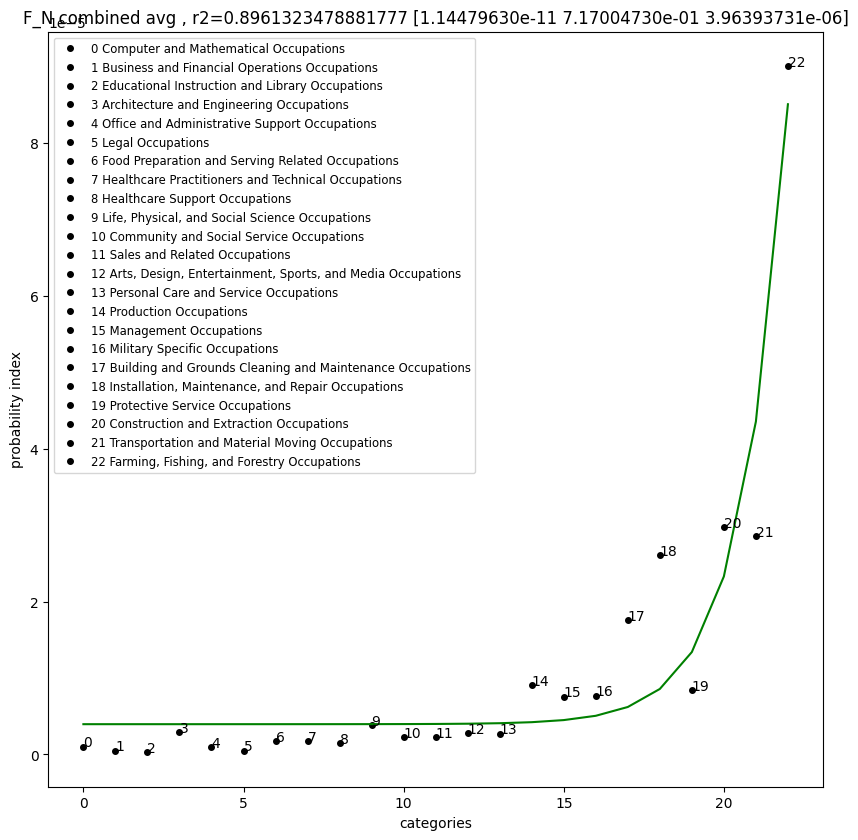 F_N combined avg , r2=0.8961323478881777 [1.14479630e-11 7.17004730e-01 3.96393731e-06]
1e-5
0 Computer and Mathematical Occupations
1 Business and Financial Operations Occupations
2 Educational Instruction and Library Occupations
3 Architecture and Engineering Occupations
4 Office and Administrative Support Occupations
5 Legal Occupations
6 Food Preparation and Serving Related Occupations
7 Healthcare Practitioners and Technical Occupations
8 Healthcare Support Occupations
9 Life, Physical, and Social Science Occupations
10 Community and Social Service Occupations
11 Sales and Related Occupations
12 Arts, Design, Entertainment, Sports, and Media Occupations
13 Personal Care and Service Occupations
14 Production Occupations
15 Management Occupations
16 Military Specific Occupations
17 Building and Grounds Cleaning and Maintenance Occupations
18 Installation, Maintenance, and Repair Occupations
19 Protective Service Occupations
20 Construction and Extraction Occupations
21 Transportation and Material Moving Occupations
22 Farming, Fishing, and Forestry Occupations
22
8
6
probability index
4
20
21
18
2
17
14
15
16
19
9
3
0
1
2
4
5
6
7
8
10
11
12
13
0
0
5
10
15
20
categories